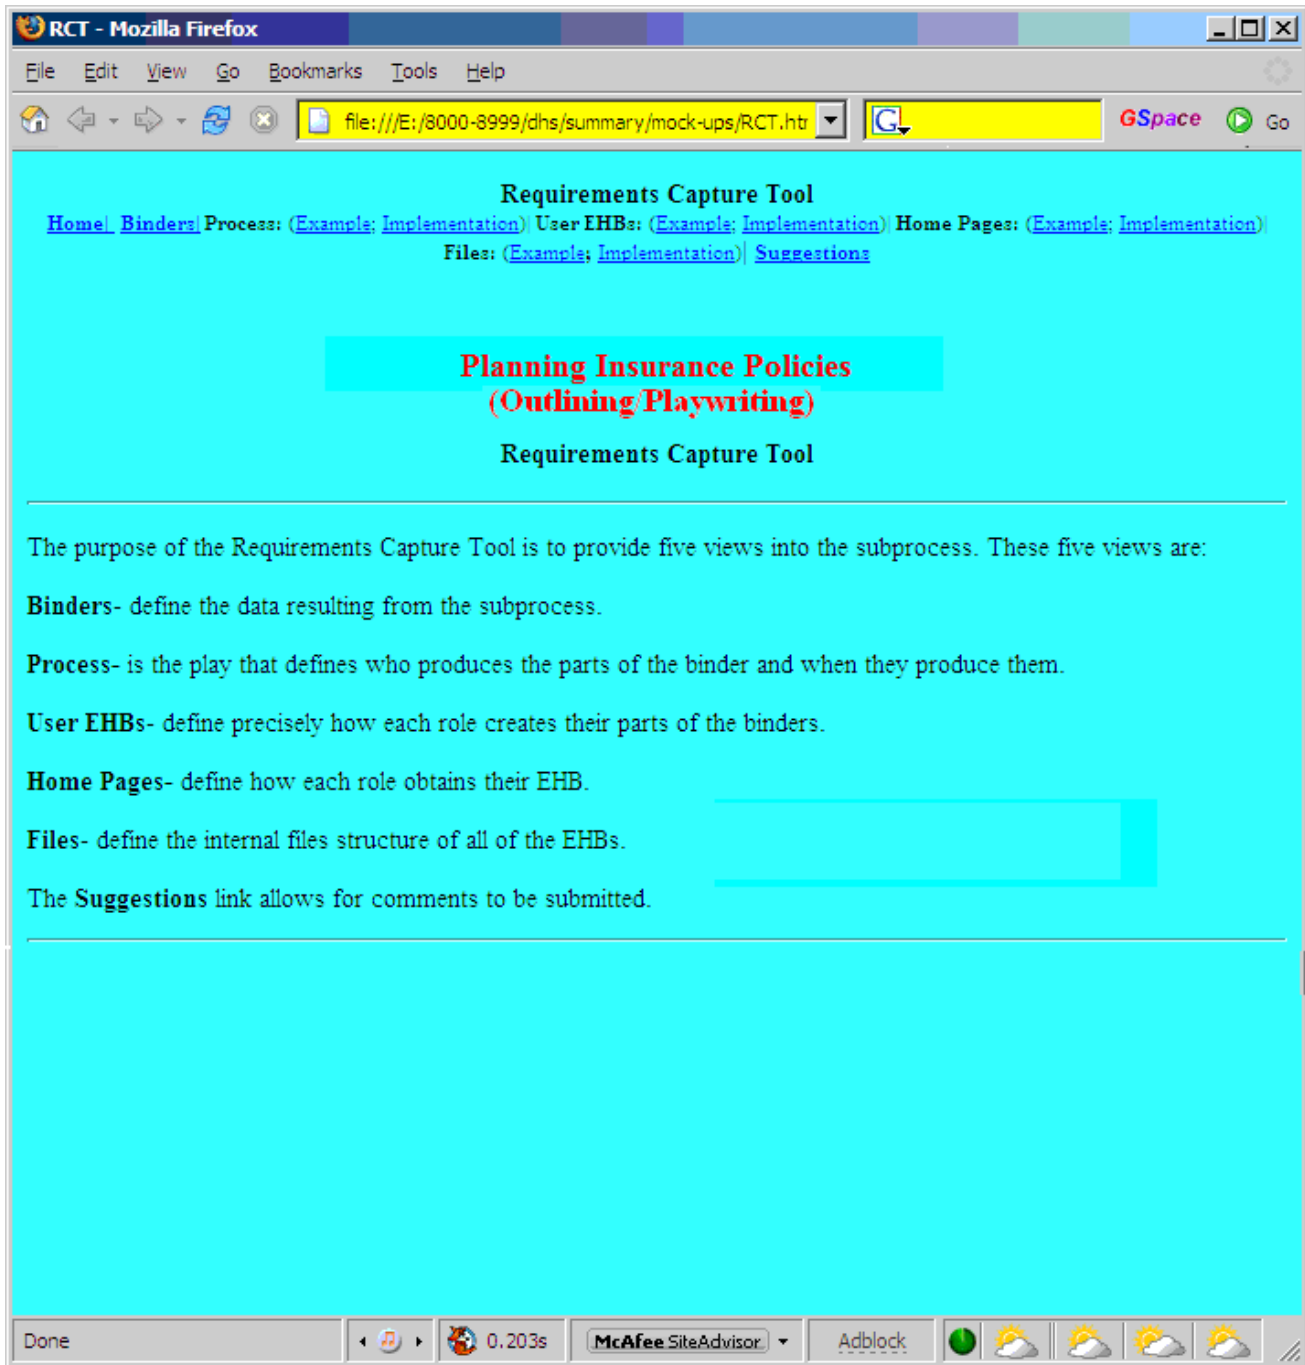 RCT - Mozilla Firefox
File Edit View Go Bookmarks Tools Help
file:///E:/8000-8999/dhs/summary/mock-ups/RCT.htr G GSpace Go
Requirements Capture Tool
Home| Binders| Process: (Example; Implementation)| User EHBs: (Example; Implementation)| Home Pages: (Example; Implementation)|
Files: (Example; Implementation)| Suggestions
Planning Insurance Policies
(Outlining/Playwriting)
Requirements Capture Tool
The purpose of the Requirements Capture Tool is to provide five views into the subprocess. These five views are:
Binders- define the data resulting from the subprocess.
Process- is the play that defines who produces the parts of the binder and when they produce them.
User EHBs- define precisely how each role creates their parts of the binders.
Home Pages- define how each role obtains their EHB.
Files- define the internal files structure of all of the EHBs.
The Suggestions link allows for comments to be submitted.
Done 0.203s McAfee SiteAdvisor Adblock